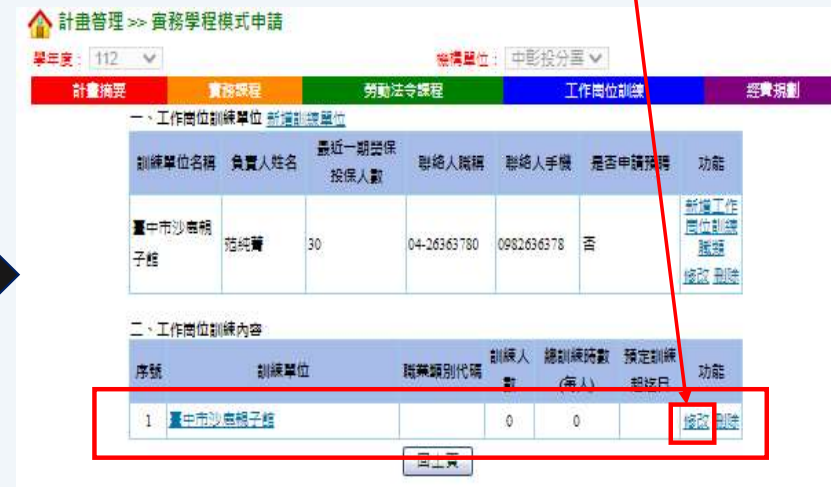 計畫管理 >> 實務學程模式申請
學年度：112 機構單位：中彰投分署
計畫摘要 實務課程 勞動法令課程 工作崗位訓練 經費規劃
一、工作崗位訓練單位 新增訓練單位
訓練單位名稱 負責人姓名 最近一期勞保投保人數 聯絡人職稱 聯絡人手機 是否申請預聘 功能
臺中市沙鹿親子館 范純菁 30 04-26363780 0982636378 否 新增工作崗位訓練職類 修改 刪除
二、工作崗位訓練內容
序號 訓練單位 職業類別代碼 訓練人數 總訓練時數(每人) 預定訓練起迄日 功能
1 臺中市沙鹿親子館 0 0 修改 刪除
回上頁